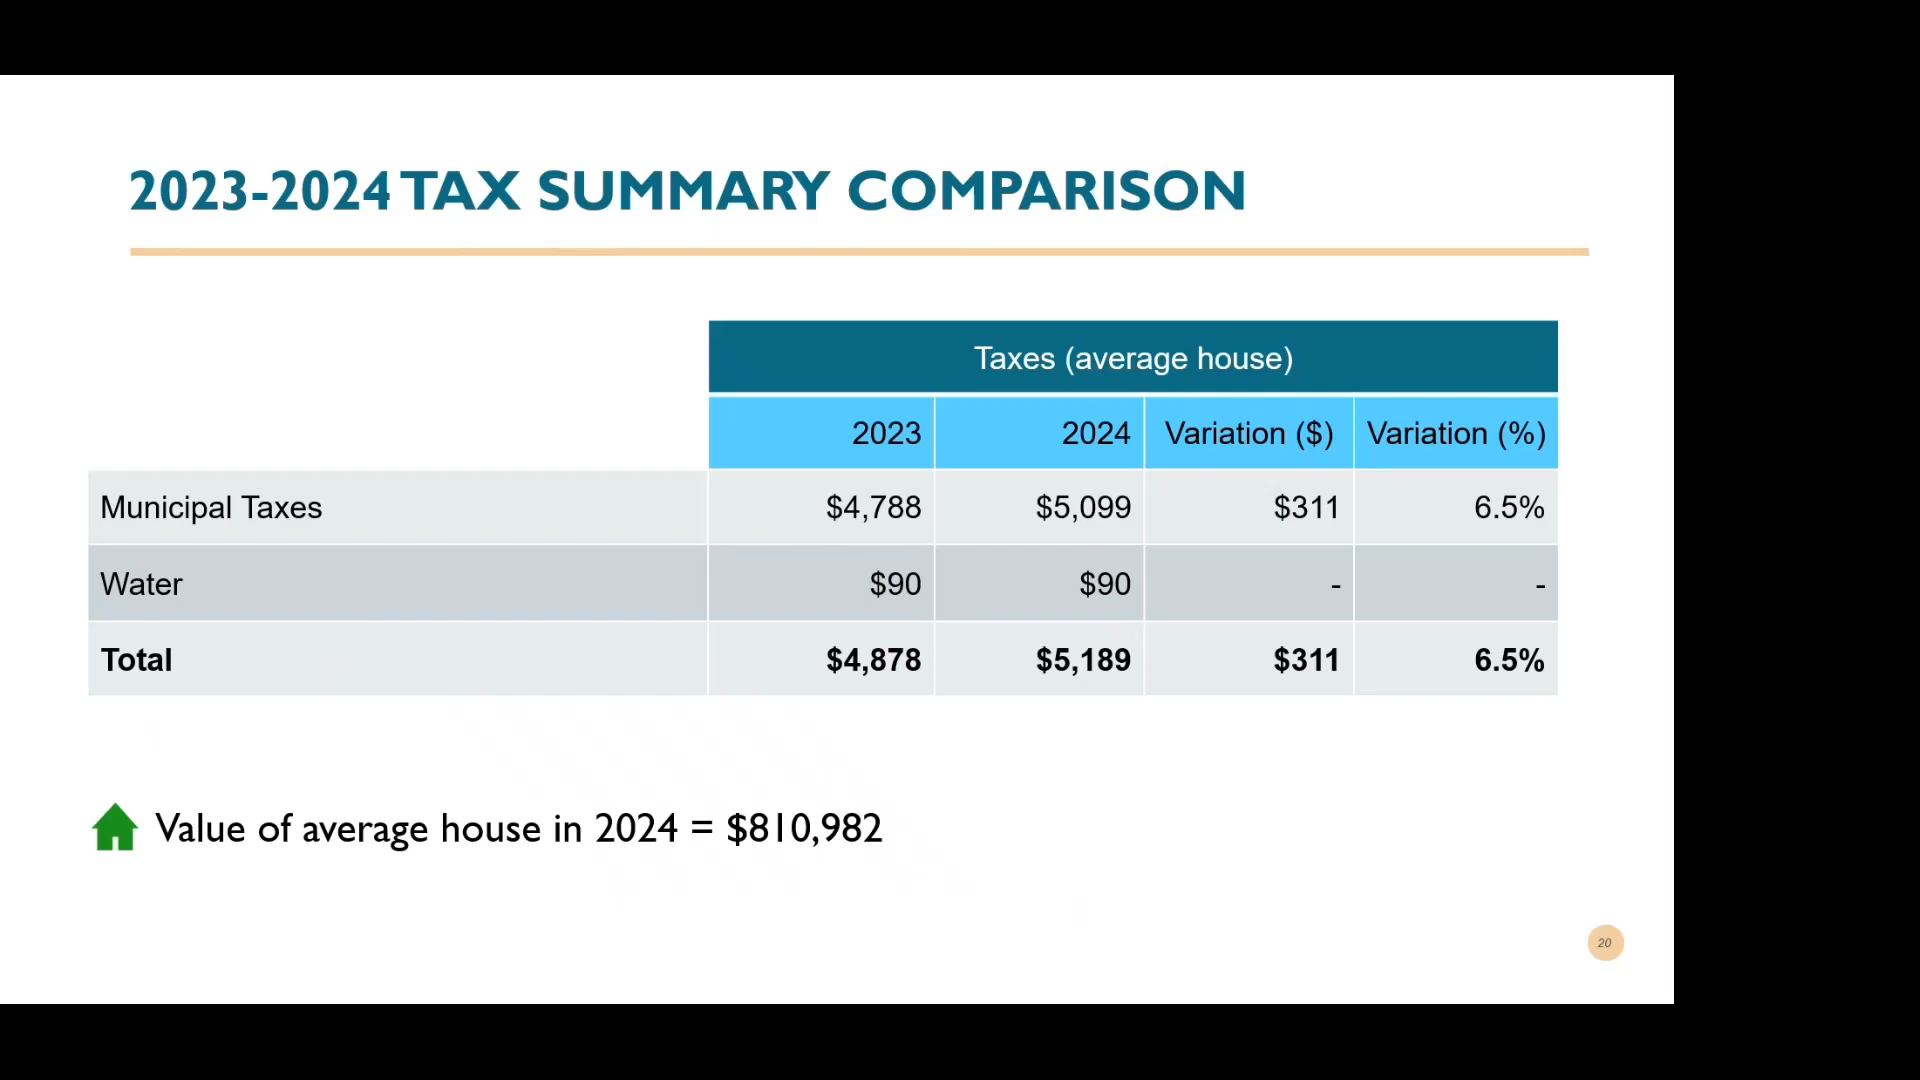 2023-2024 TAX SUMMARY COMPARISON
Taxes (average house)
2023 2024 Variation ($) Variation (%)
Municipal Taxes $4,788 $5,099 $311 6.5%
Water $90 $90 - -
Total $4,878 $5,189 $311 6.5%
Value of average house in 2024 = $810,982
20